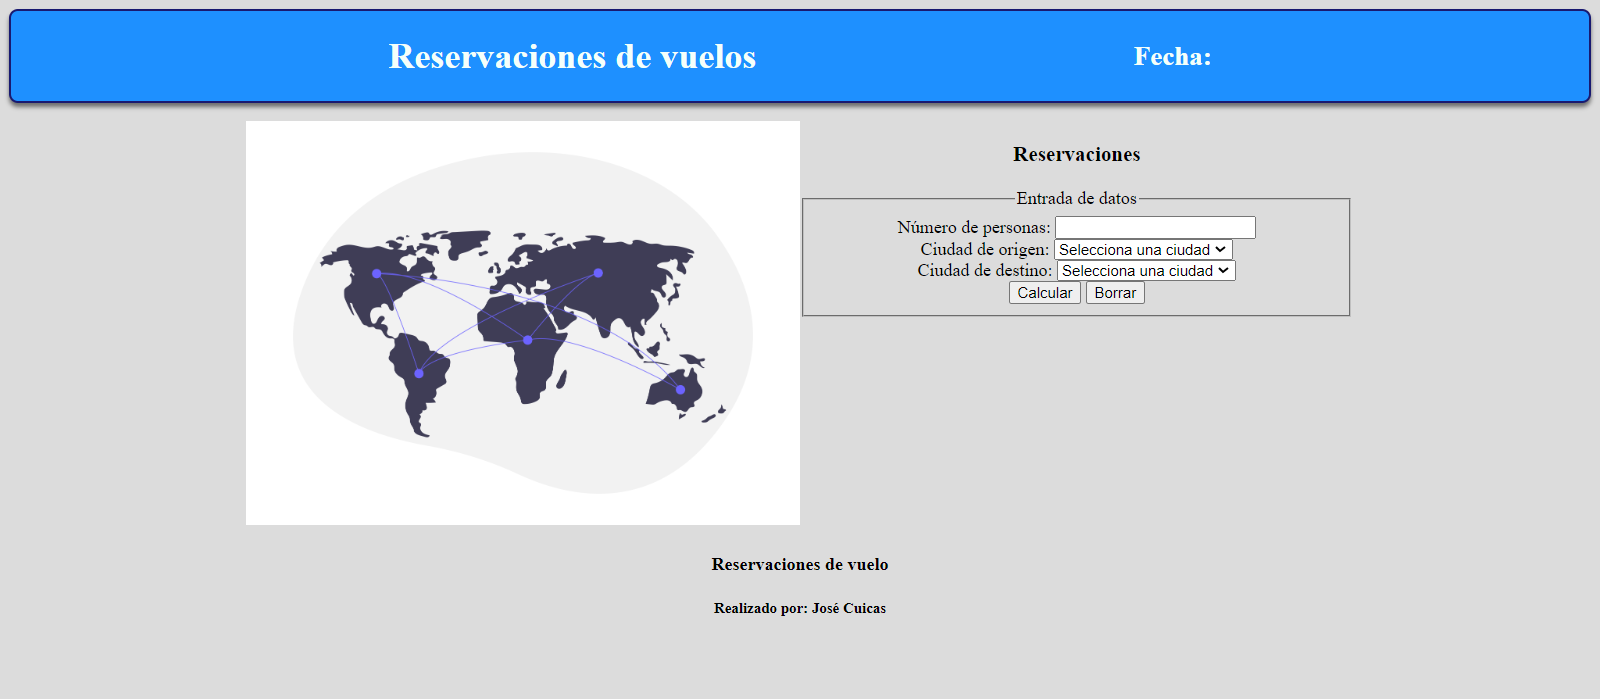 Reservaciones de vuelos
Fecha:
Reservaciones
Entrada de datos
Número de personas:
Ciudad de origen: Selecciona una ciudad
Ciudad de destino: Selecciona una ciudad
Calcular Borrar
Reservaciones de vuelo
Realizado por: José Cuicas